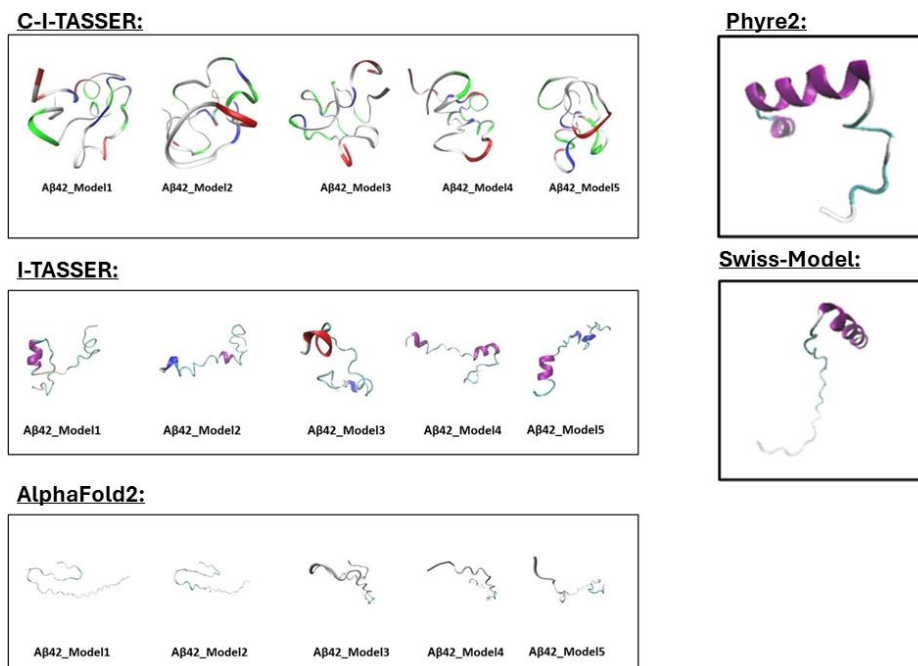 C-I-TASSER:
Aβ42_Model1 Aβ42_Model2 Aβ42_Model3 Aβ42_Model4 Aβ42_Model5
I-TASSER:
Aβ42_Model1 Aβ42_Model2 Aβ42_Model3 Aβ42_Model4 Aβ42_Model5
AlphaFold2:
Aβ42_Model1 Aβ42_Model2 Aβ42_Model3 Aβ42_Model4 Aβ42_Model5
Phyre2:
Swiss-Model: